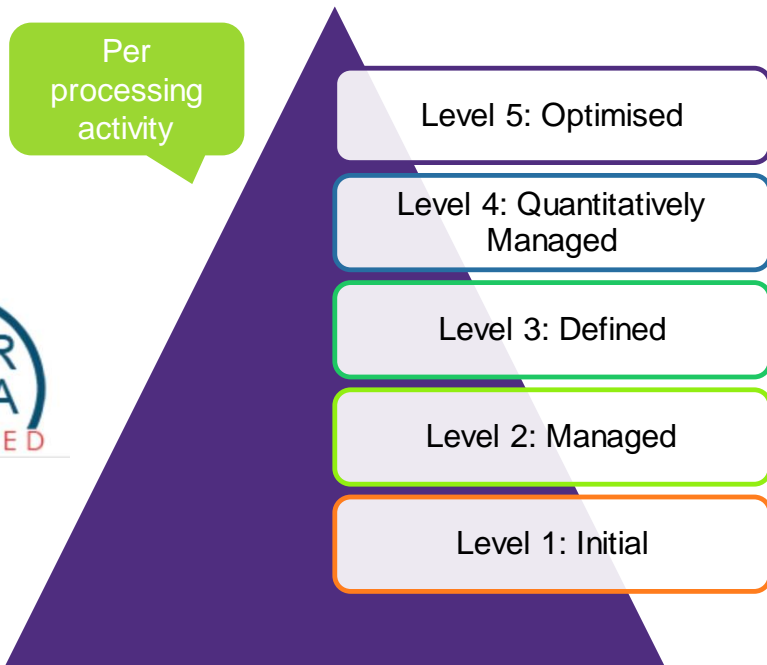 Per
processing
activity
Level 5: Optimised
Level 4: Quantitatively
Managed
Level 3: Defined
Level 2: Managed
Level 1: Initial
R
A
E D